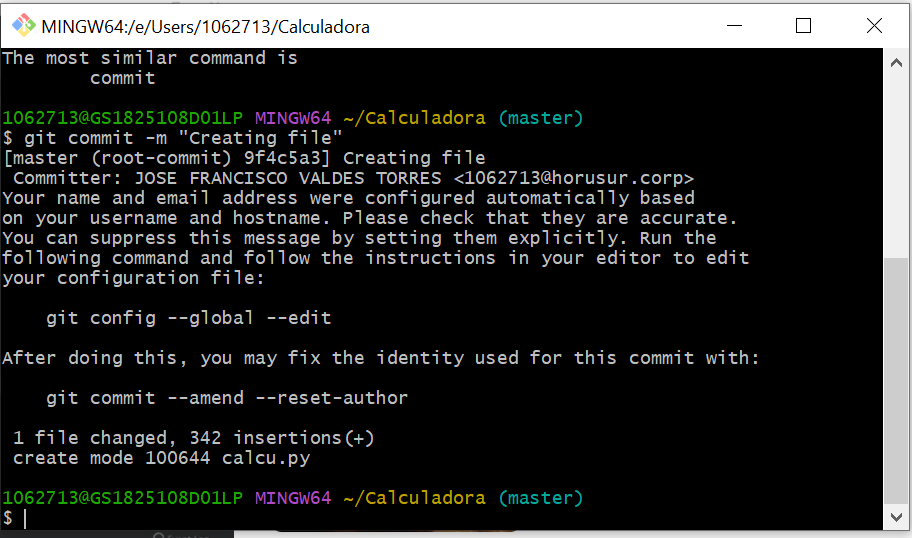 MINGW64:/e/Users/1062713/Calculadora
The most similar command is
commit
1062713@GS1825108D01LP MINGW64 ~/Calculadora (master)
$ git commit -m "Creating file"
[master (root-commit) 9f4c5a3] Creating file
Committer: JOSE FRANCISCO VALDES TORRES <1062713@horusur.corp>
Your name and email address were configured automatically based
on your username and hostname. Please check that they are accurate.
You can suppress this message by setting them explicitly. Run the
following command and follow the instructions in your editor to edit
your configuration file:
git config --global --edit
After doing this, you may fix the identity used for this commit with:
git commit --amend --reset-author
1 file changed, 342 insertions(+)
create mode 100644 calcu.py
1062713@GS1825108D01LP MINGW64 ~/Calculadora (master)
$